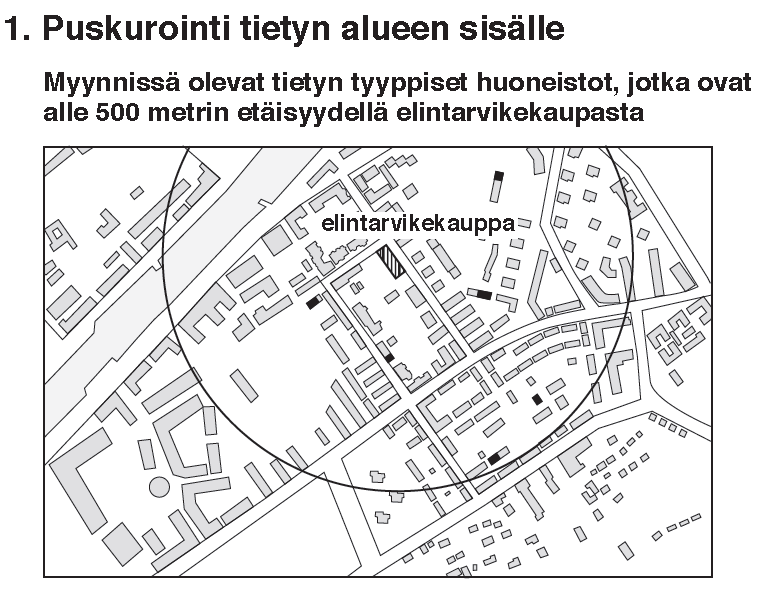 1. Puskurointi tietyn alueen sisälle
Myynnissä olevat tietyn tyyppiset huoneistot, jotka ovat
alle 500 metrin etäisyydellä elintarvikekaupasta
elintarvikekauppa